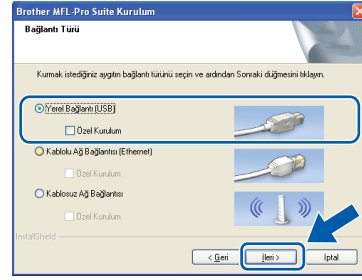 Brother MFL-Pro Suite Kurulum
Bağlantı Türü
Kurmak istediğiniz aygıtın bağlantı türünü seçin ve ardından Sonraki düğmesini tıklayın.
Yerel Bağlantı (USB)
Özel Kurulum
Kablolu Ağ Bağlantısı (Ethernet)
Özel Kurulum
Kablosuz Ağ Bağlantısı
Özel Kurulum
InstallShield
< Geri İleri > İptal